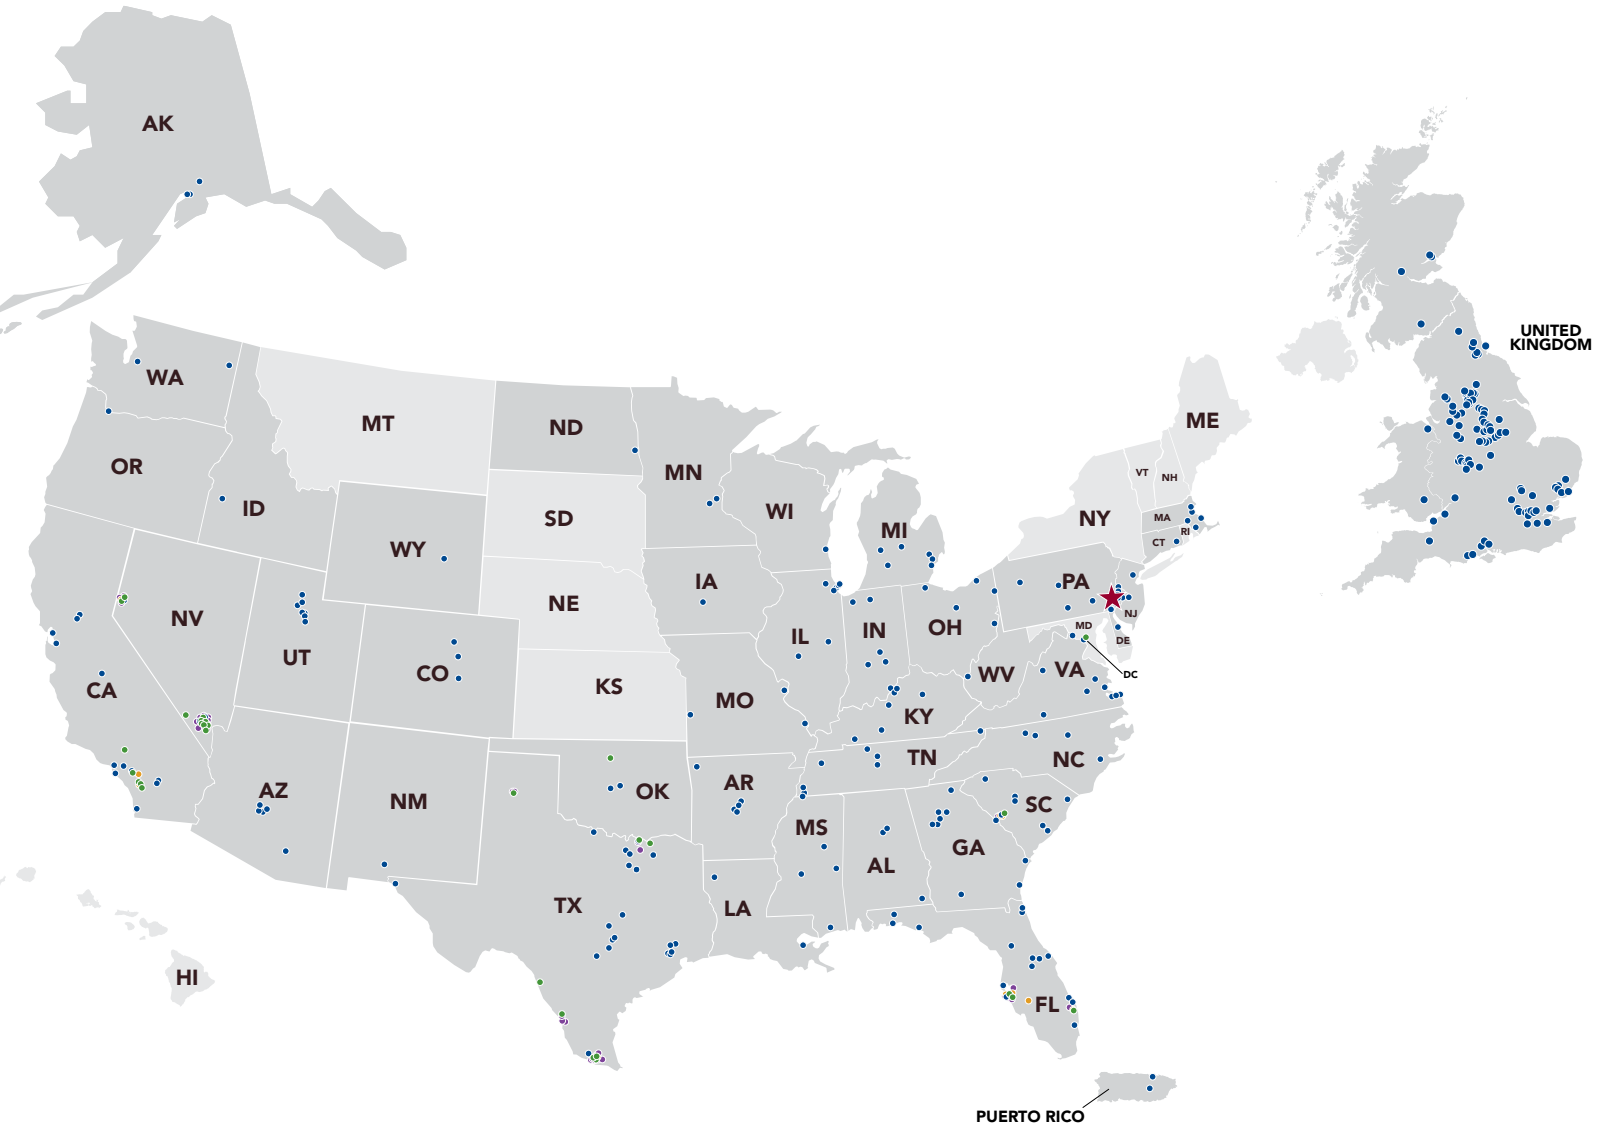 AK
UNITED
KINGDOM
WA
MT
ND
MN
ME
VT
NH
OR
ID
SD
WI
MI
NY
MA
RI
CT
WY
NE
IA
PA
NJ
NV
UT
CO
KS
MO
IL
IN
OH
MD
DE
DC
WV
VA
CA
KY
TN
NC
AZ
NM
OK
AR
MS
AL
GA
SC
TX
LA
HI
FL
PUERTO RICO